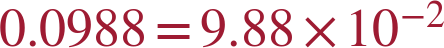 0.0988 = 9.88 × 10⁻²